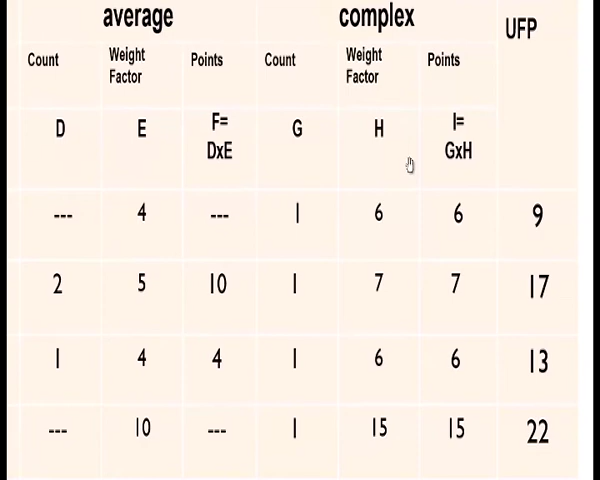 average complex UFP
Count Weight Factor Points Count Weight Factor Points
D E F= DxE G H I= GxH
--- 4 --- 1 6 6 9
2 5 10 1 7 7 17
1 4 4 1 6 6 13
--- 10 --- 1 15 15 22